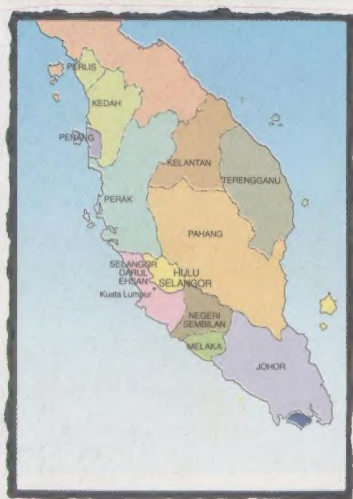 PERLIS
KEDAH
PENANG
KELANTAN
TERENGGANU
PERAK
PAHANG
SELANGOR
DARUL
EHSAN
HULU
SELANGOR
Kuala Lumpur
NEGERI
SEMBILAN
MELAKA
JOHOR